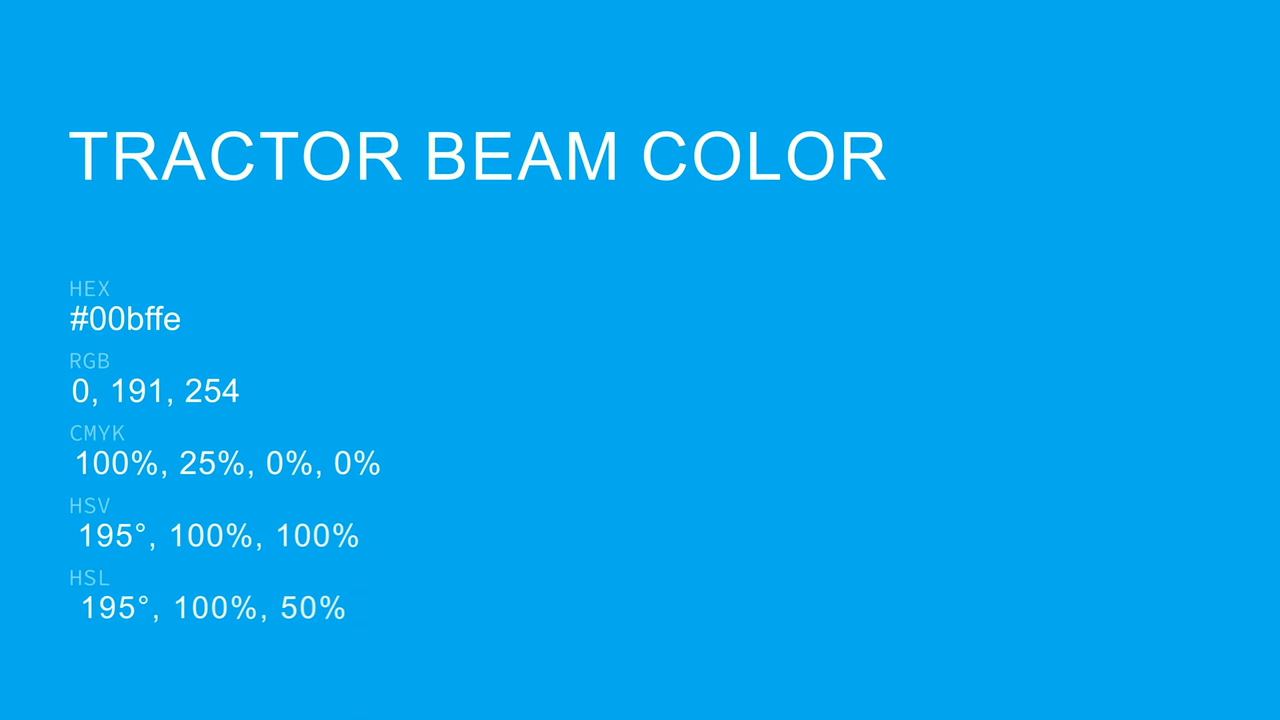 TRACTOR BEAM COLOR
HEX
#00bffe
RGB
0, 191, 254
CMYK
100%, 25%, 0%, 0%
HSV
195°, 100%, 100%
HSL
195°, 100%, 50%